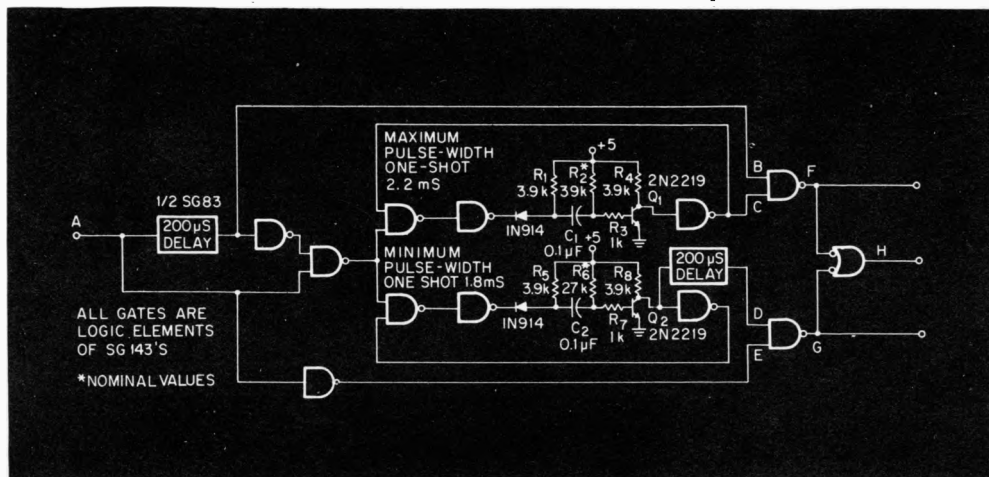 A
1/2 SG83
200µS
DELAY
ALL GATES ARE
LOGIC ELEMENTS
OF SG 143'S
*NOMINAL VALUES
MAXIMUM
PULSE-WIDTH
ONE-SHOT
2.2 mS
+5
R1
3.9k
R2*
39k
R4
3.9k
2N2219
Q1
IN914
C1
0.1µF
R3
1k
MINIMUM
PULSE-WIDTH
ONE SHOT 1.8mS
+5
R5
3.9k
R6*
27k
R8
3.9k
Q2
2N2219
IN914
C2
0.1µF
R7
1k
200µS
DELAY
B
C
F
D
E
G
H